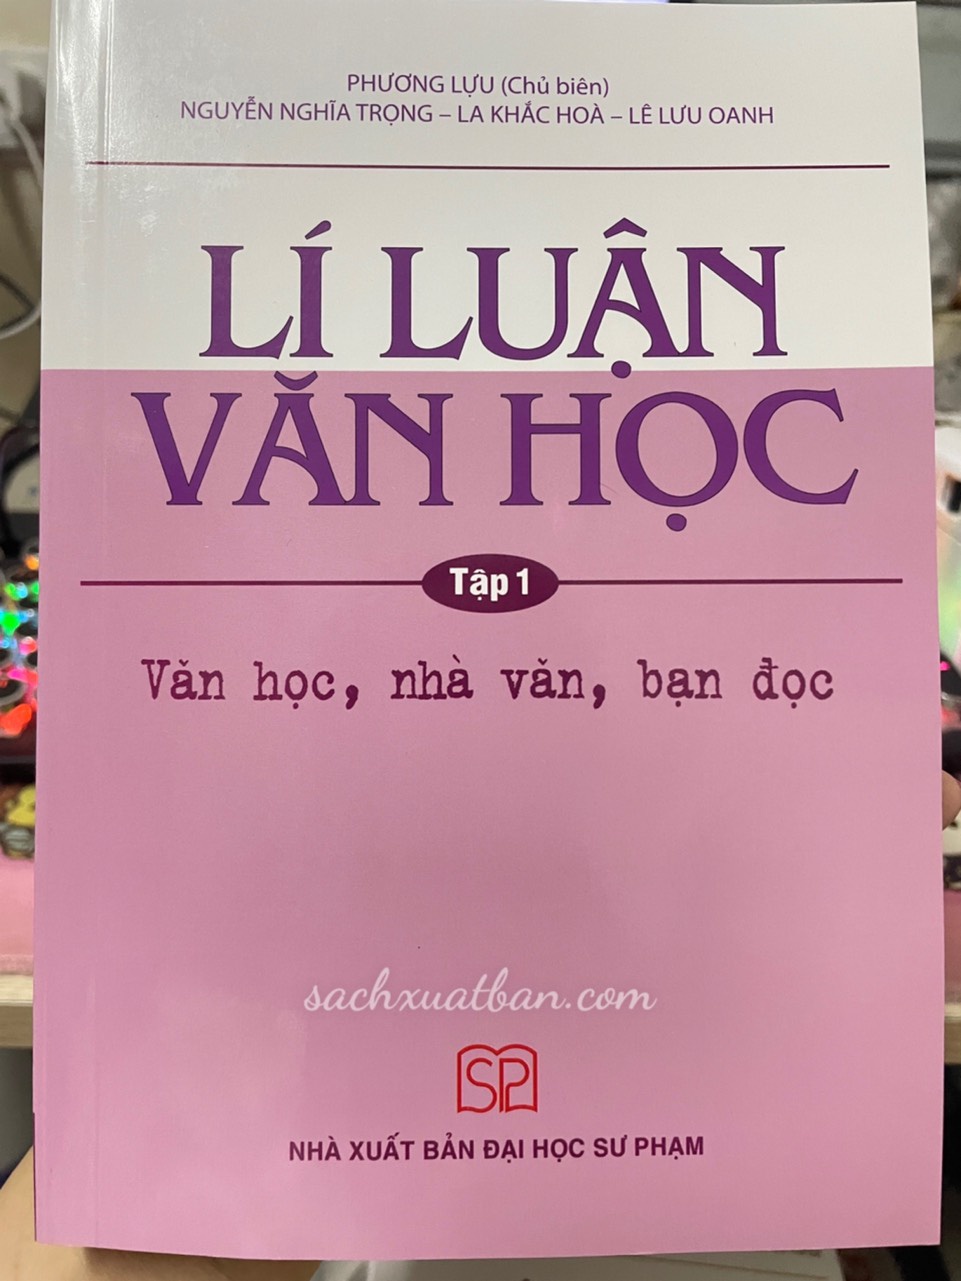 PHƯƠNG LỰU (Chủ biên)
NGUYỄN NGHĨA TRỌNG – LA KHẮC HOÀ – LÊ LƯU OANH
LÍ LUẬN
VĂN HỌC
Tập 1
Văn học, nhà văn, bạn đọc
sachxuatban.com
SP
NHÀ XUẤT BẢN ĐẠI HỌC SƯ PHẠM